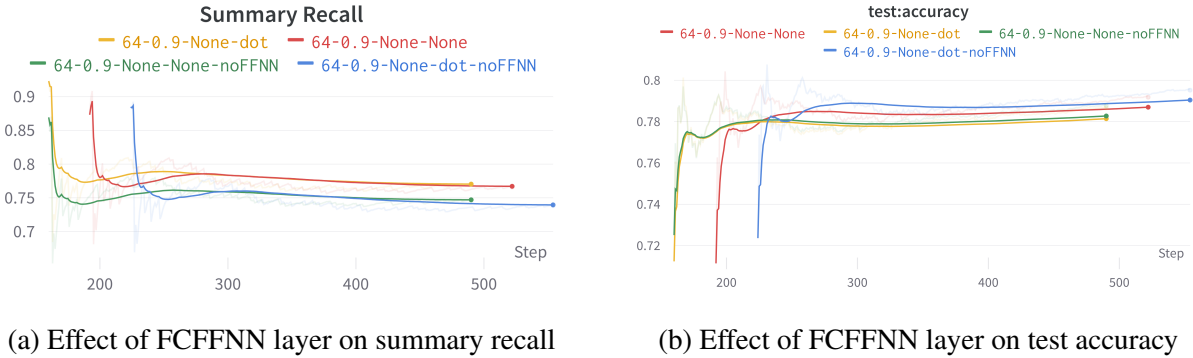 Summary Recall
64-0.9-None-dot 64-0.9-None-None
64-0.9-None-None-noFFNN 64-0.9-None-dot-noFFNN
0.9
0.85
0.8
0.75
0.7
Step
200 300 400 500
(a) Effect of FCFFNN layer on summary recall
test:accuracy
64-0.9-None-None 64-0.9-None-dot 64-0.9-None-None-noFFNN
64-0.9-None-dot-noFFNN
0.8
0.78
0.76
0.74
0.72
Step
200 300 400 500
(b) Effect of FCFFNN layer on test accuracy